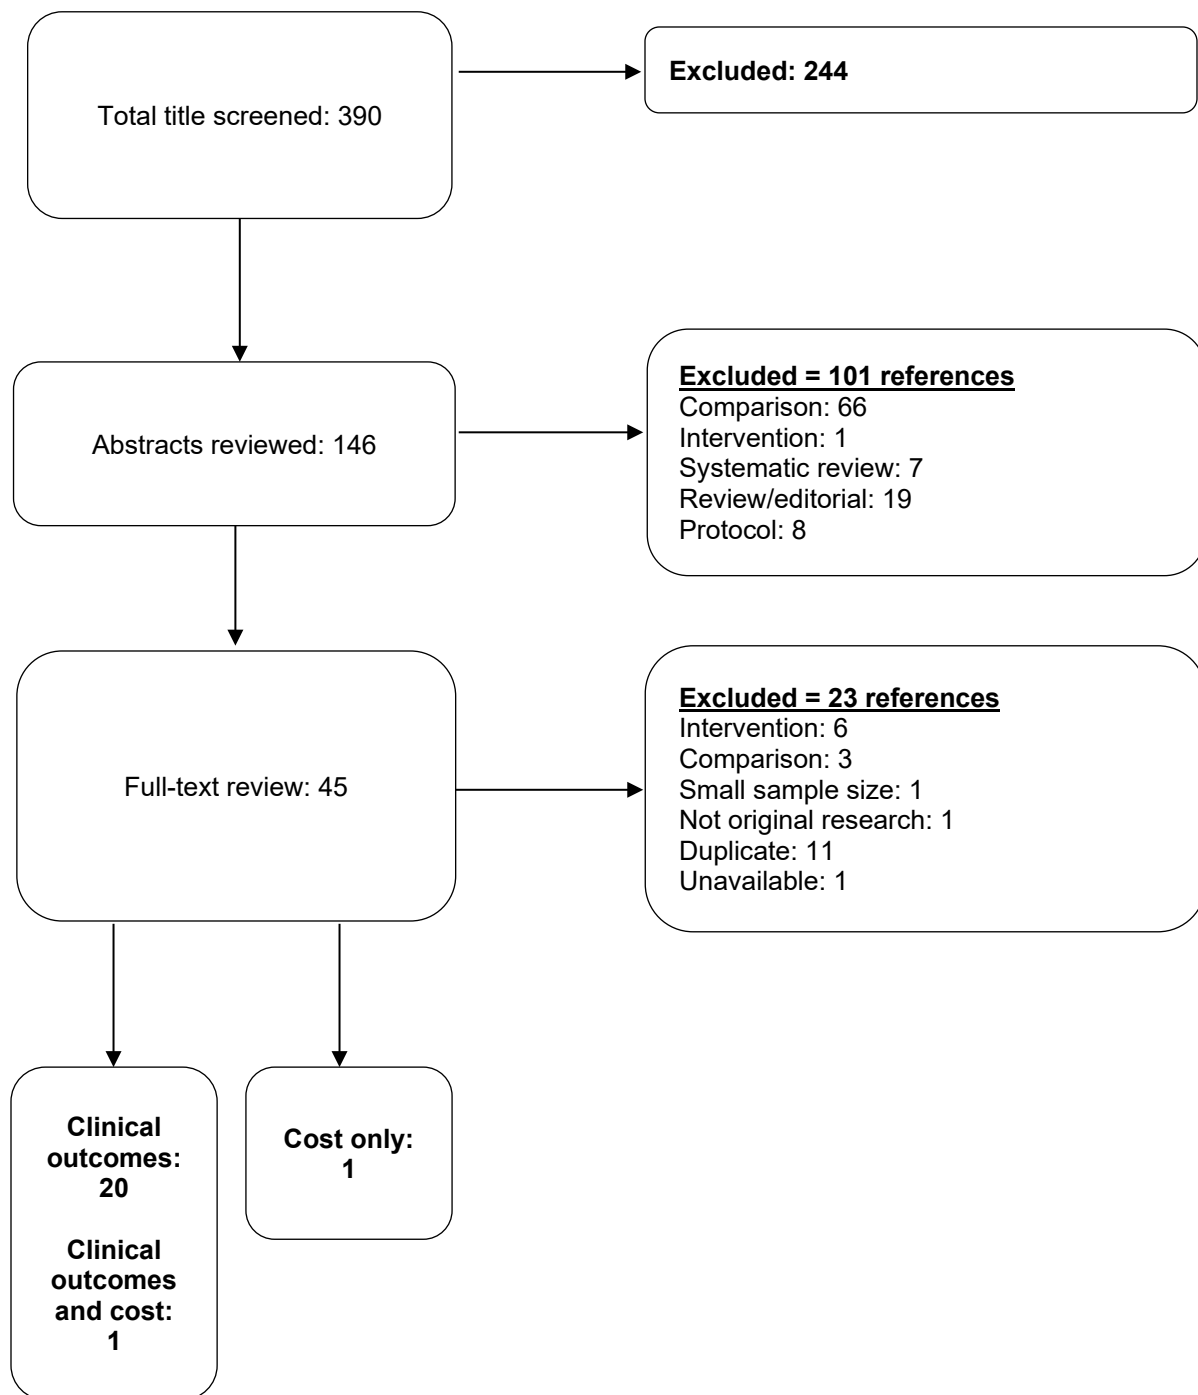 Total title screened: 390
Excluded: 244
Abstracts reviewed: 146
Excluded = 101 references
Comparison: 66
Intervention: 1
Systematic review: 7
Review/editorial: 19
Protocol: 8
Full-text review: 45
Excluded = 23 references
Intervention: 6
Comparison: 3
Small sample size: 1
Not original research: 1
Duplicate: 11
Unavailable: 1
Clinical
outcomes:
20
Clinical
outcomes
and cost:
1
Cost only:
1